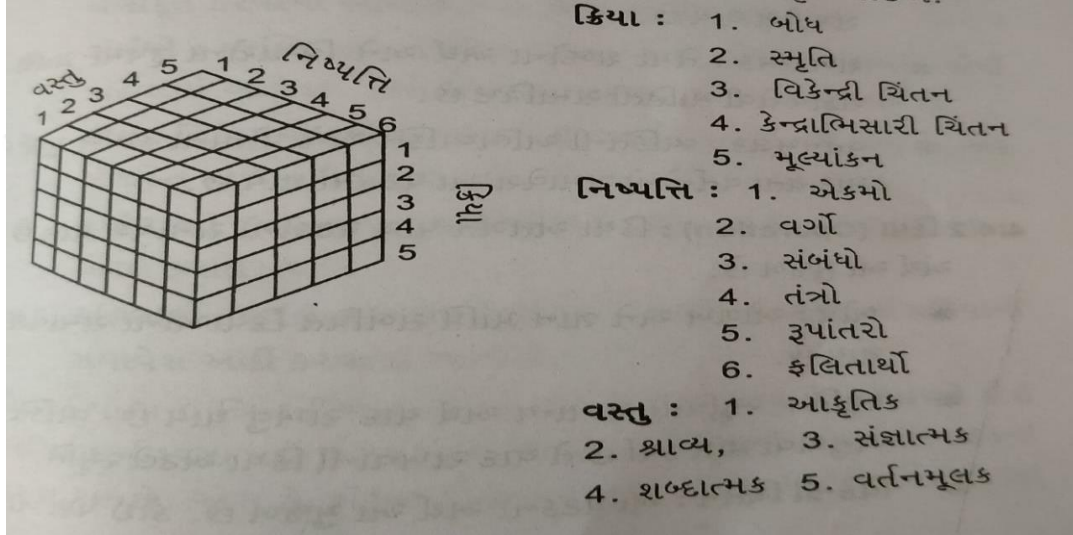 વસ્તુ
1 2 3 4 5
નિષ્પત્તિ
1 2 3 4 5 6
ક્રિયા
1
2
3
4
5
ક્રિયા : 1. બોધ
2. સ્મૃતિ
3. વિકેન્દ્રી ચિંતન
4. કેન્દ્રાભિસારી ચિંતન
5. મૂલ્યાંકન
નિષ્પત્તિ : 1. એકમો
2. વર્ગો
3. સંબંધો
4. તંત્રો
5. રૂપાંતરો
6. ફલિતાર્થો
વસ્તુ : 1. આકૃતિક
2. શ્રાવ્ય, 3. સંજ્ઞાત્મક
4. શબ્દાત્મક 5. વર્તનમૂલક